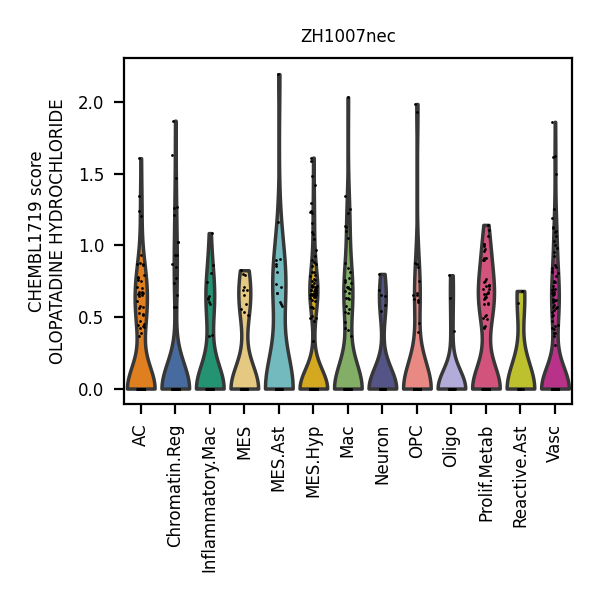 ZH1007nec
CHEMBL1719 score
OLOPATADINE HYDROCHLORIDE
2.0
1.5
1.0
0.5
0.0
AC
Chromatin.Reg
Inflammatory.Mac
MES
MES.Ast
MES.Hyp
Mac
Neuron
OPC
Oligo
Prolif.Metab
Reactive.Ast
Vasc